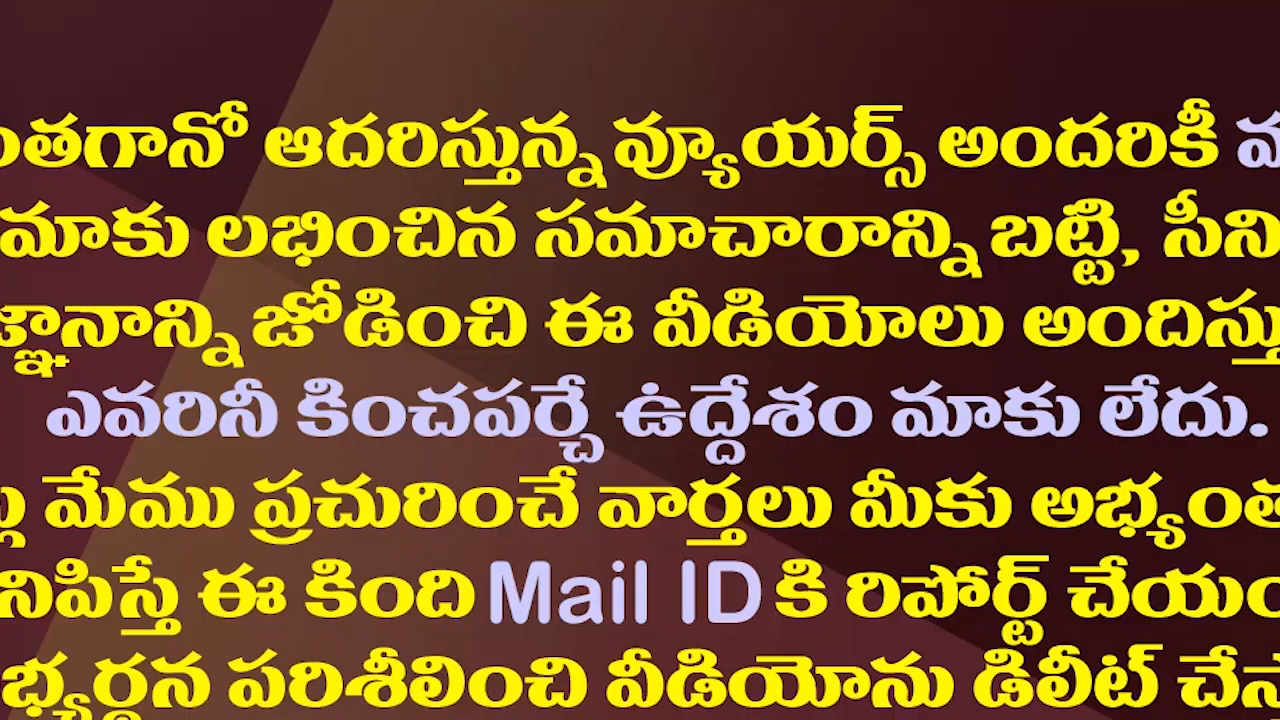 ంతగానో ఆదరిస్తున్న వ్యూయర్స్ అందరికీ
మాకు లభించిన సమాచారాన్ని బట్టి, సీని
జ్ఞానాన్ని జోడించి ఈ వీడియోలు అందిస్తు
ఎవరినీ కించపర్చే ఉద్దేశం మాకు లేదు.
మేము ప్రచురించే వార్తలు మీకు అభ్యంత
నిపిస్తే ఈ కింది Mail ID కి రిపోర్ట్ చేయం
భ్యర్థన పరిశీలించి వీడియోను డిలీట్ చేస